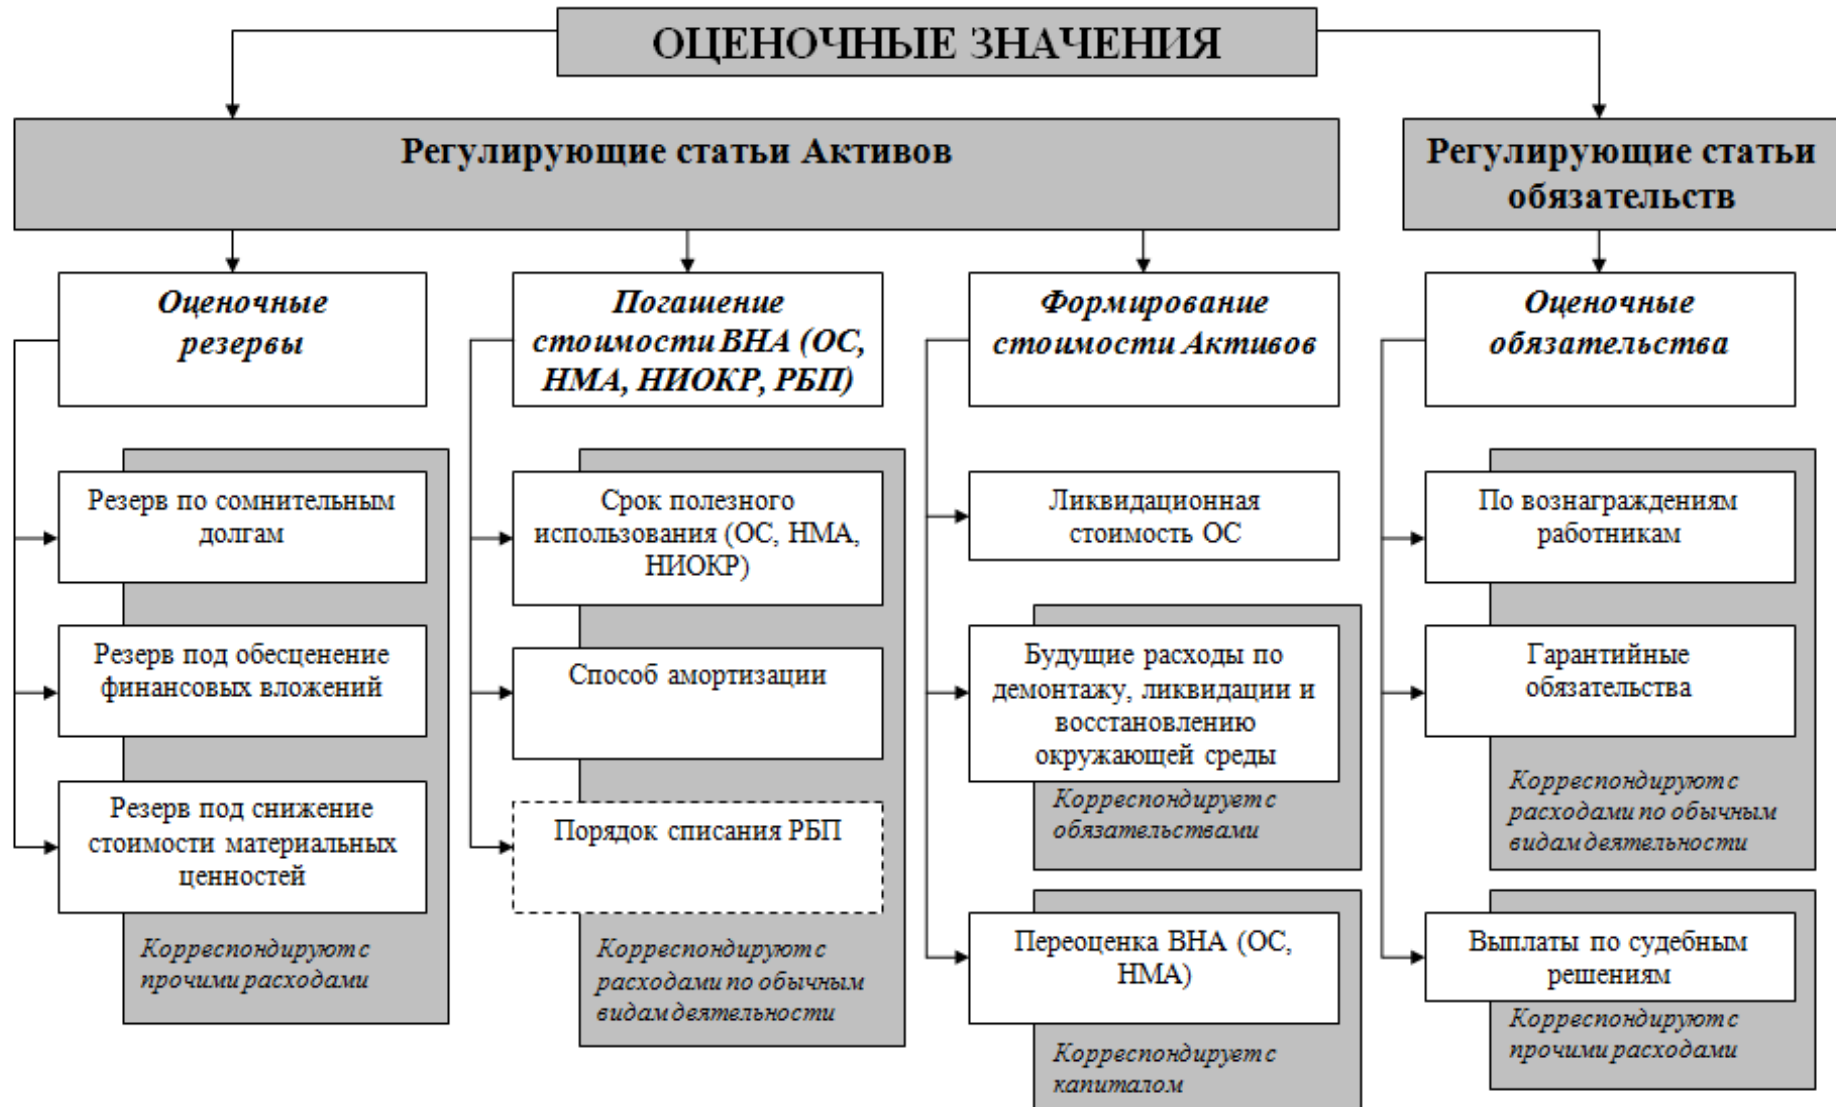 ОЦЕНОЧНЫЕ ЗНАЧЕНИЯ
Регулирующие статьи Активов
Регулирующие статьи
обязательств
Оценочные
резервы
Погашение
стоимости ВНА (ОС,
НМА, НИОКР, РБП)
Формирование
стоимости Активов
Оценочные
обязательства
Резерв по сомнительным
долгам
Резерв под обесценение
финансовых вложений
Резерв под снижение
стоимости материальных
ценностей
Корреспондируют с
прочими расходами
Срок полезного
использования (ОС, НМА,
НИОКР)
Способ амортизации
Порядок списания РБП
Корреспондируют с
расходами по обычным
видам деятельности
Ликвидационная
стоимость ОС
Будущие расходы по
демонтажу, ликвидации и
восстановлению
окружающей среды
Корреспондирует с
обязательствами
Переоценка ВНА (ОС,
НМА)
Корреспондирует с
капиталом
По вознаграждениям
работникам
Гарантийные
обязательства
Корреспондируют с
расходами по обычным
видам деятельности
Выплаты по судебным
решениям
Корреспондируют с
прочими расходами